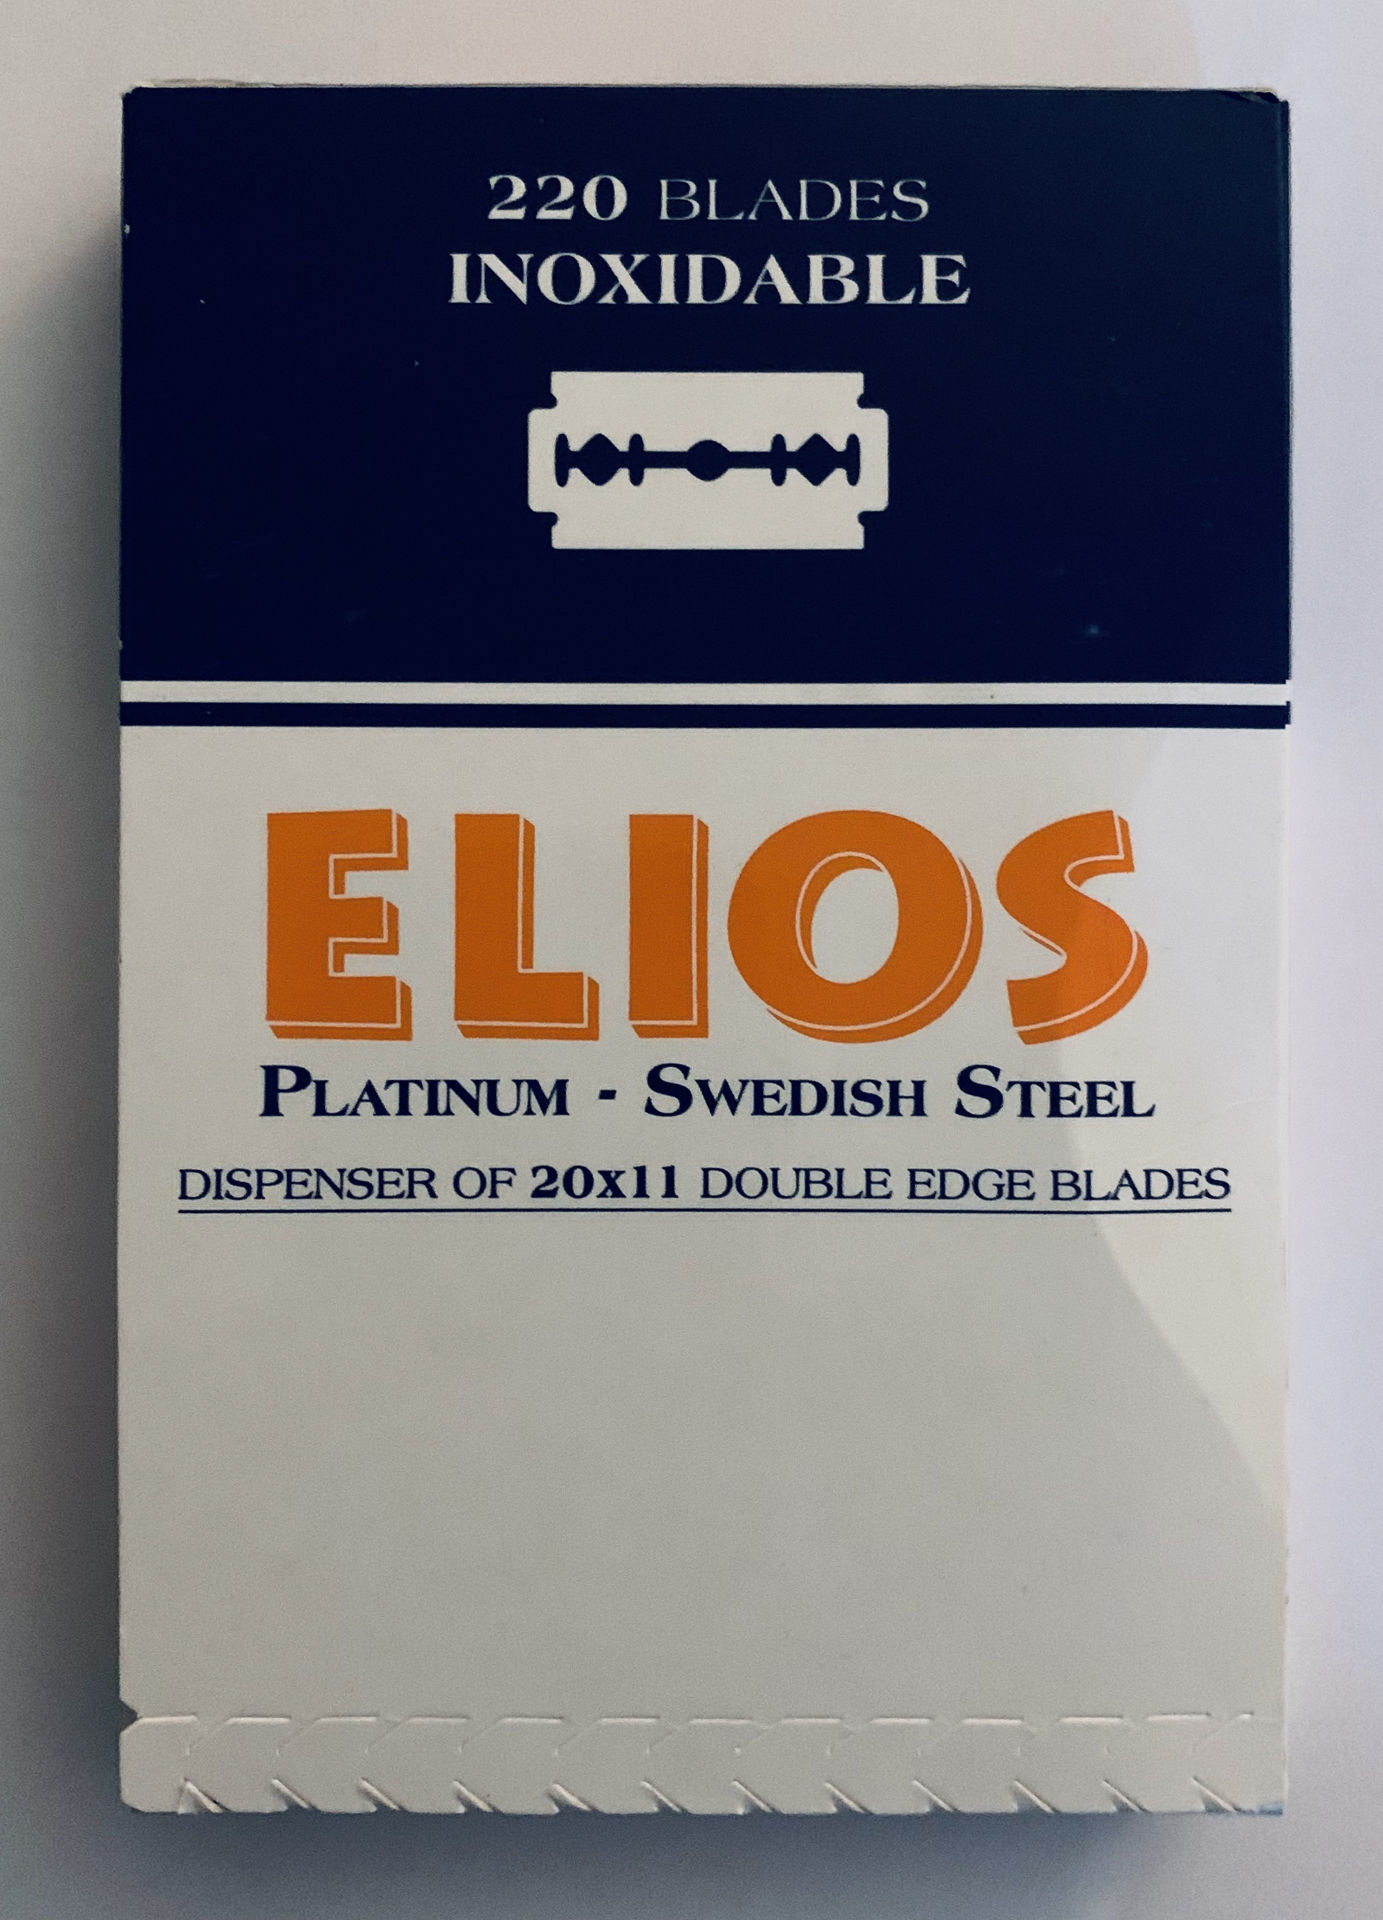 220 BLADES
INOXIDABLE
ELIOS
PLATINUM - SWEDISH STEEL
DISPENSER OF 20x11 DOUBLE EDGE BLADES